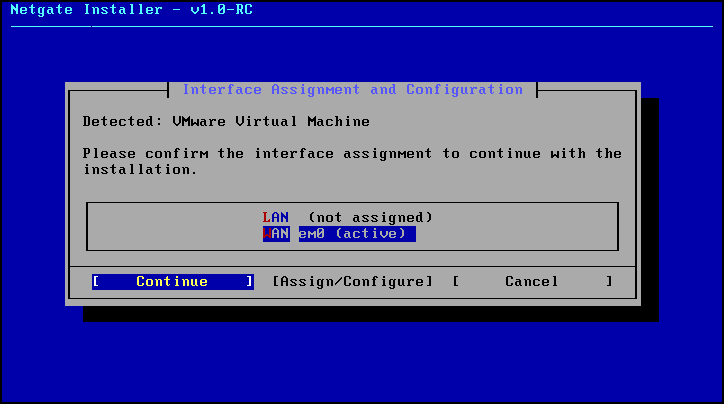 Netgate Installer - v1.0-RC
Interface Assignment and Configuration
Detected: VMware Virtual Machine
Please confirm the interface assignment to continue with the
installation.
LAN (not assigned)
WAN em0 (active)
[ Continue ] [Assign/Configure] [ Cancel ]